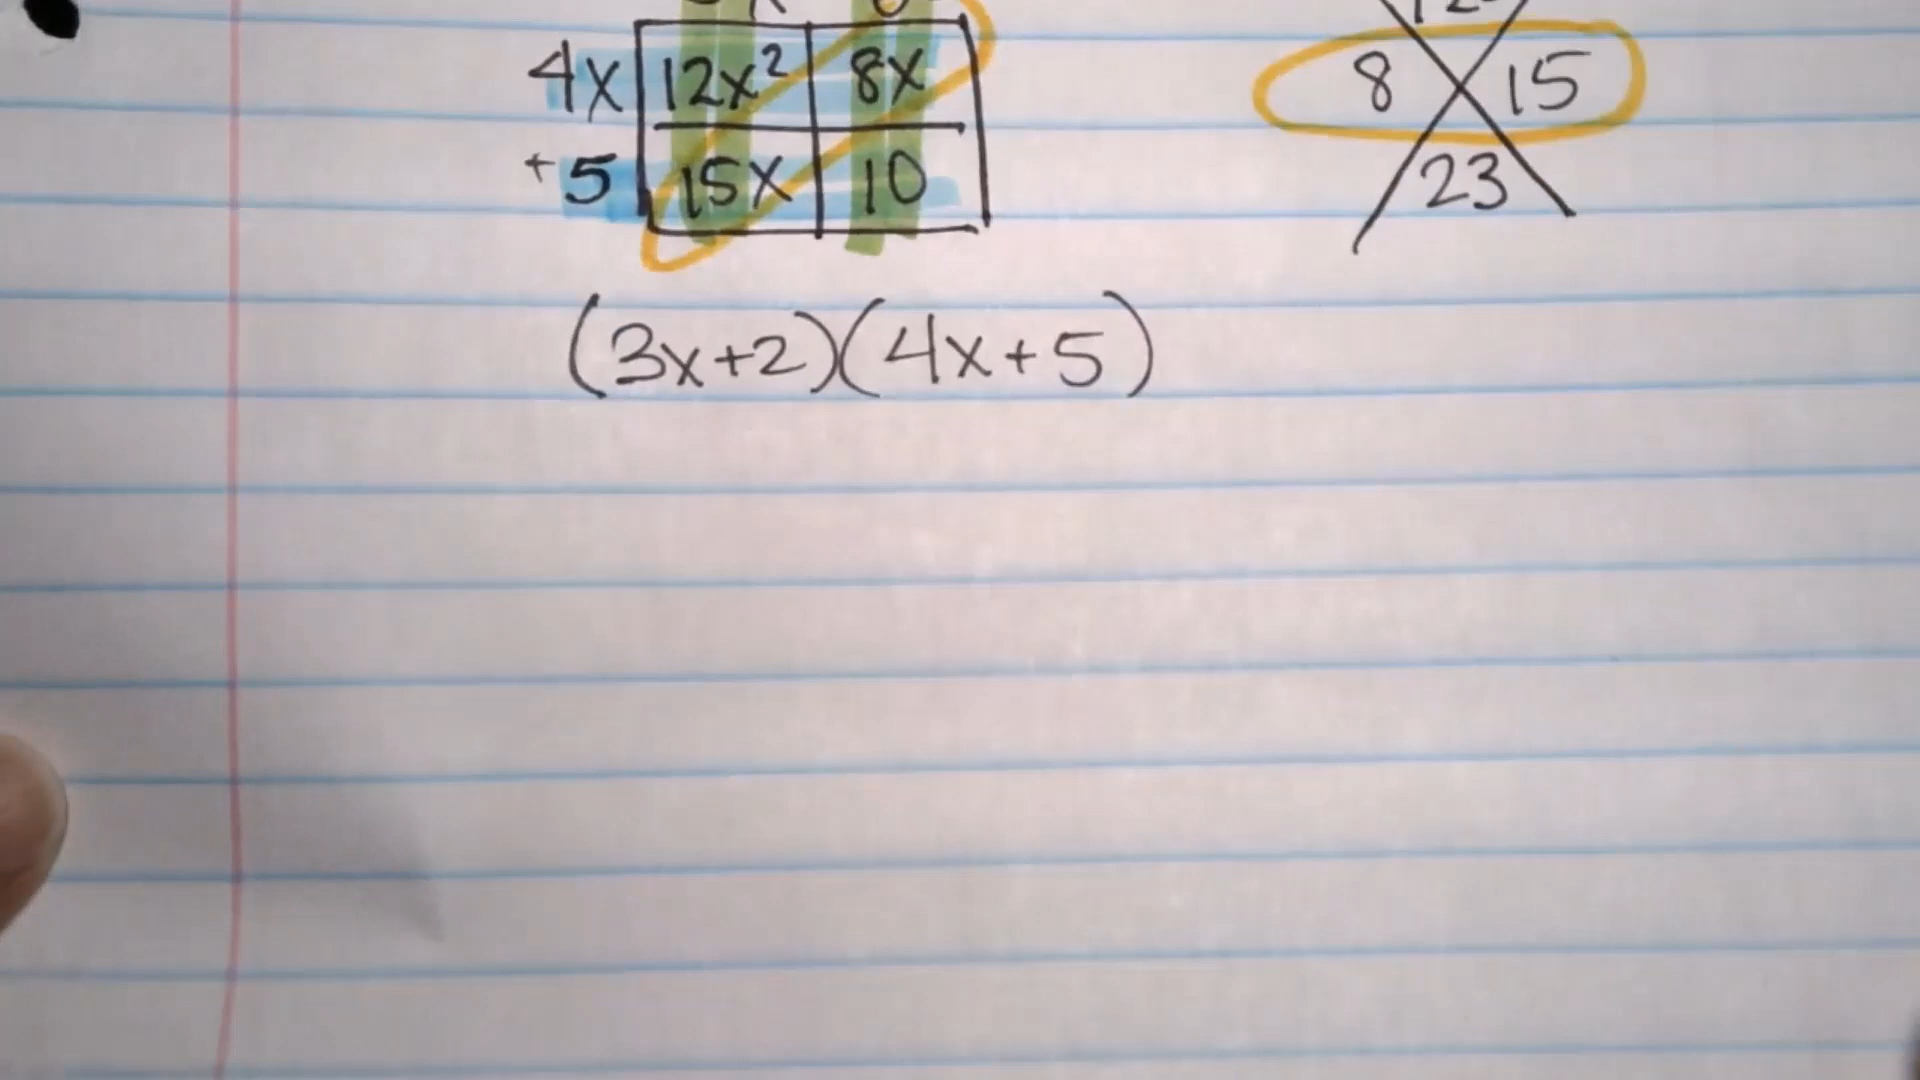 4x 12x² 8x
8 15
+5 15x 10
23
(3x+2)(4x+5)